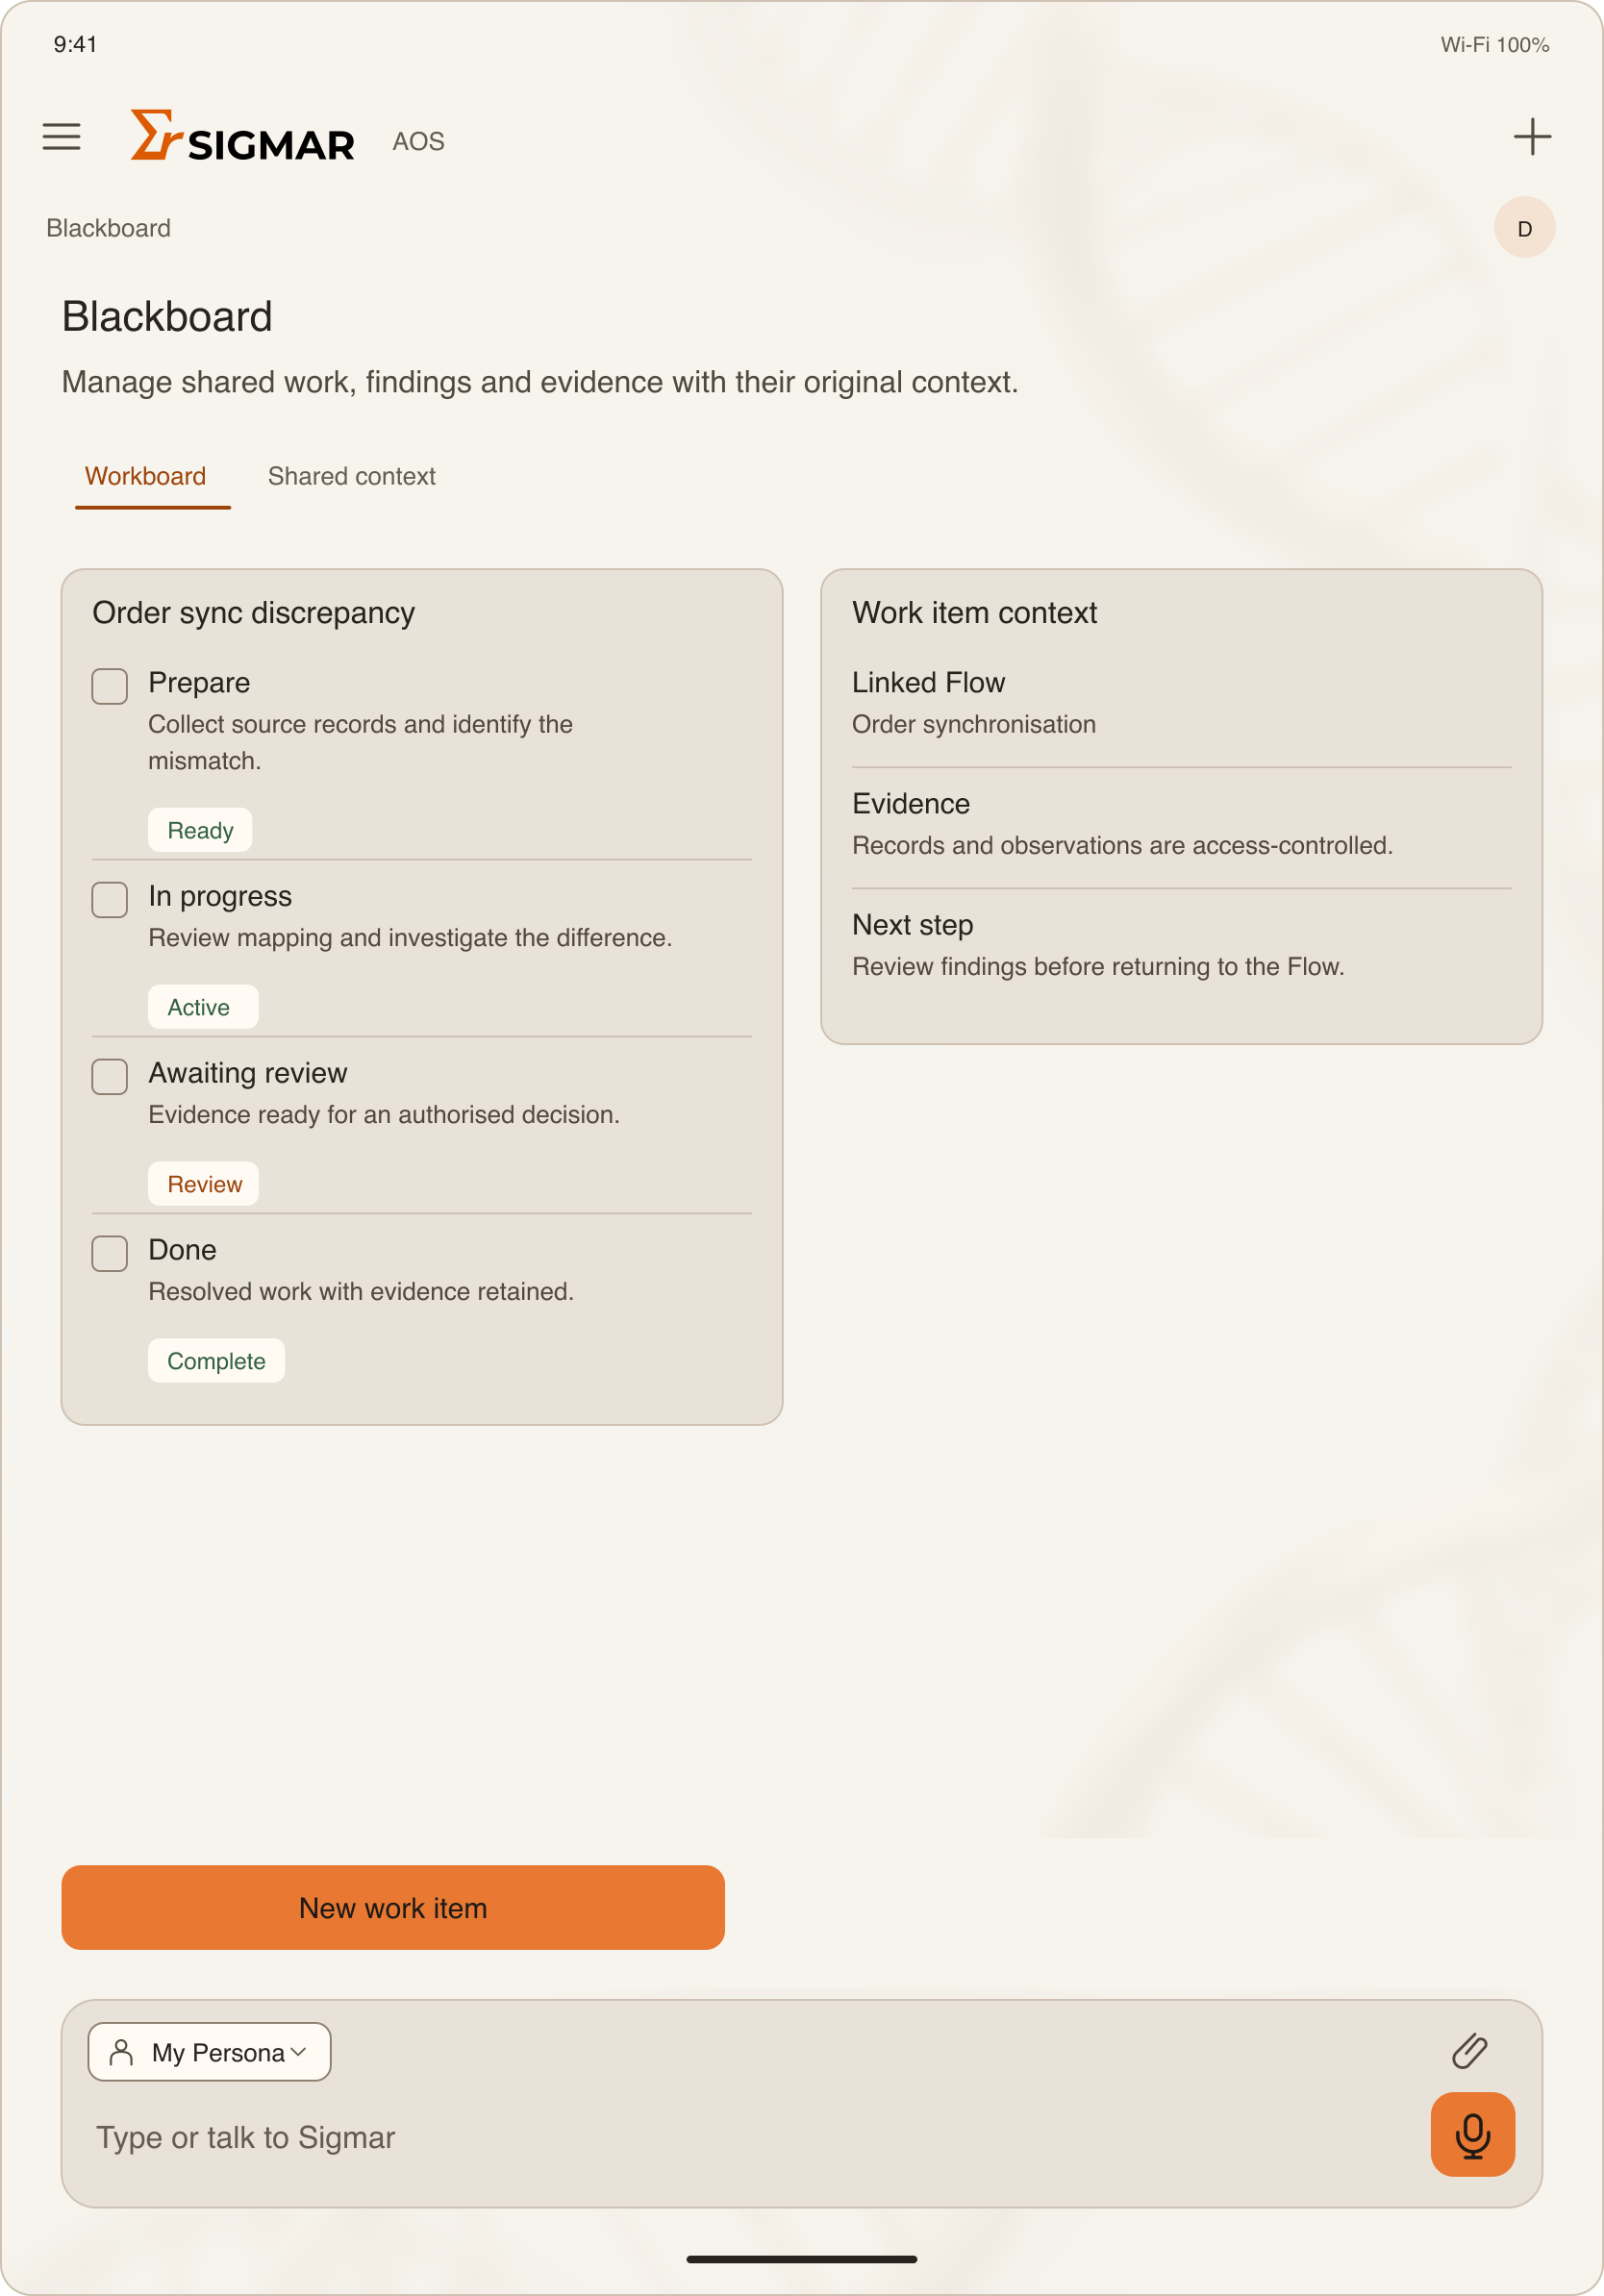 9:41
Wi-Fi 100%
Σr SIGMAR AOS
Blackboard
D
Blackboard
Manage shared work, findings and evidence with their original context.
Workboard
Shared context
Order sync discrepancy
Prepare
Collect source records and identify the
mismatch.
Ready
In progress
Review mapping and investigate the difference.
Active
Awaiting review
Evidence ready for an authorised decision.
Review
Done
Resolved work with evidence retained.
Complete
Work item context
Linked Flow
Order synchronisation
Evidence
Records and observations are access-controlled.
Next step
Review findings before returning to the Flow.
New work item
My Persona
Type or talk to Sigmar